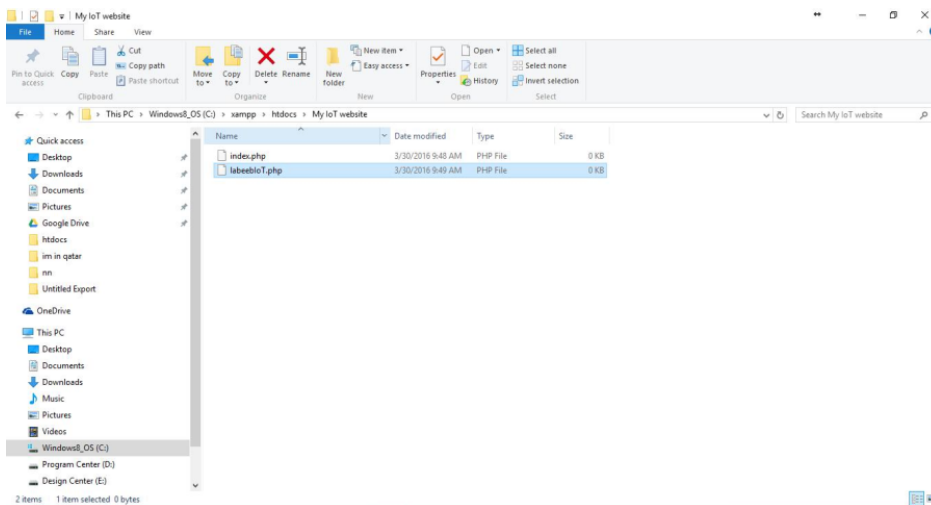 My IoT website
File Home Share View
Pin to Quick access
Copy
Paste
Cut
Copy path
Paste shortcut
Clipboard
Move to
Copy to
Delete
Rename
Organize
New folder
New item
Easy access
New
Properties
Open
Edit
History
Open
Select all
Select none
Invert selection
Select
This PC > Windows8_OS (C:) > xampp > htdocs > My IoT website
Search My IoT website
Name Date modified Type Size
index.php 3/30/2016 9:48 AM PHP File 0 KB
labeebIoT.php 3/30/2016 9:49 AM PHP File 0 KB
Quick access
Desktop
Downloads
Documents
Pictures
Google Drive
htdocs
im in qatar
nn
Untitled Export
OneDrive
This PC
Desktop
Documents
Downloads
Music
Pictures
Videos
Windows8_OS (C:)
Program Center (D:)
Design Center (E:)
2 items 1 item selected 0 bytes